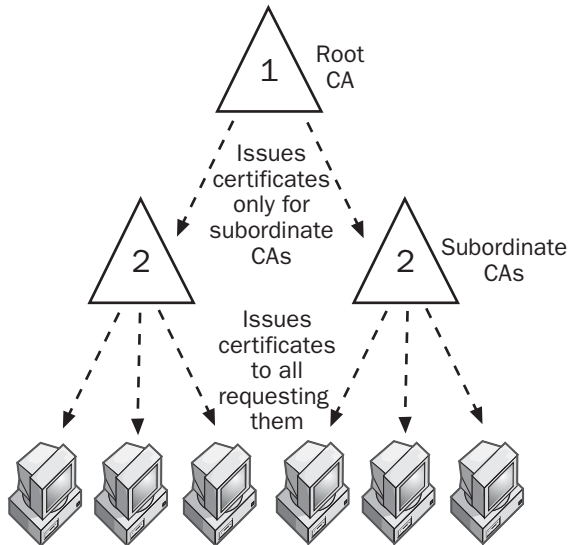 1
Root
CA
Issues
certificates
only for
subordinate
CAs
2
2
Subordinate
CAs
Issues
certificates
to all
requesting
them